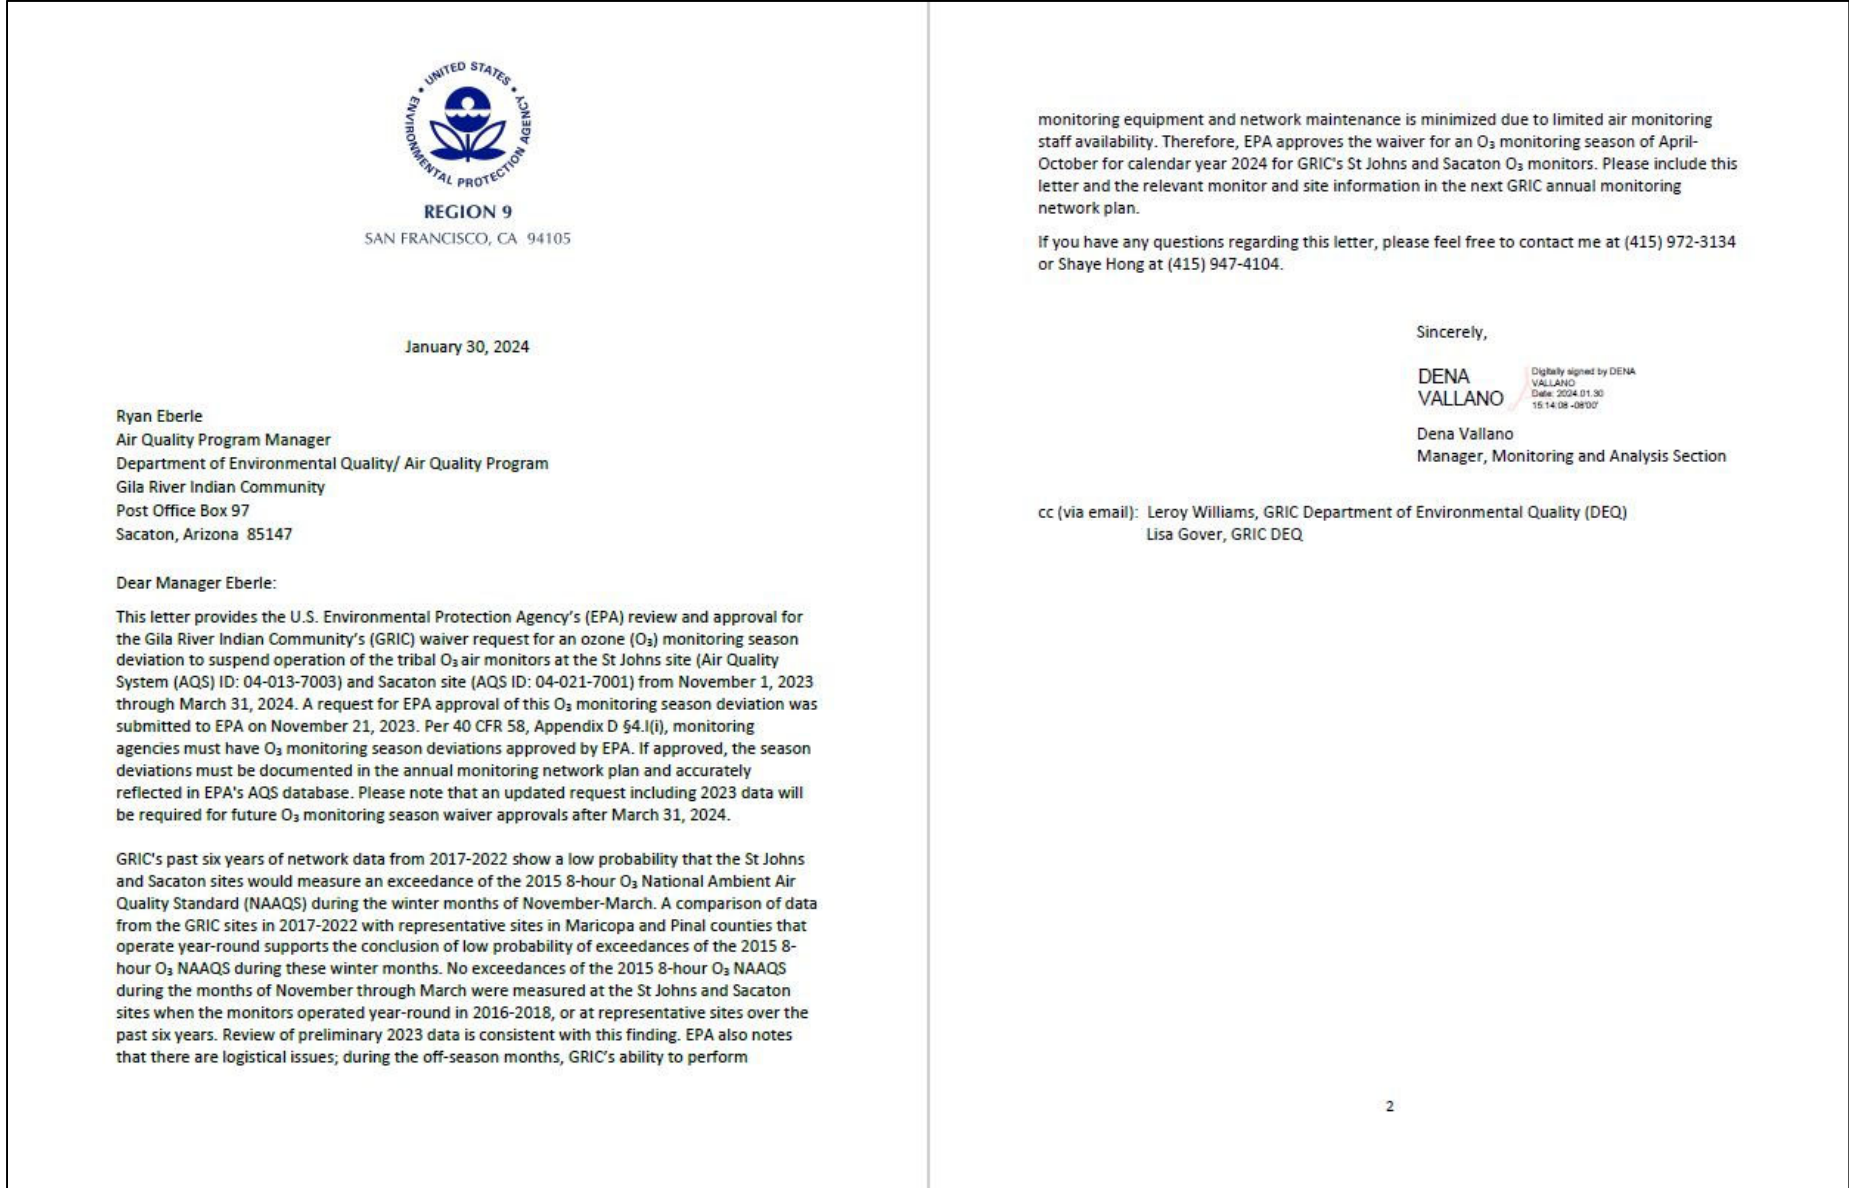 UNITED STATES
ENVIRONMENTAL PROTECTION AGENCY
REGION 9
SAN FRANCISCO, CA 94105
January 30, 2024
Ryan Eberle
Air Quality Program Manager
Department of Environmental Quality/ Air Quality Program
Gila River Indian Community
Post Office Box 97
Sacaton, Arizona 85147
Dear Manager Eberle:
This letter provides the U.S. Environmental Protection Agency's (EPA) review and approval for
the Gila River Indian Community's (GRIC) waiver request for an ozone (O₃) monitoring season
deviation to suspend operation of the tribal O₃ air monitors at the St Johns site (Air Quality
System (AQS) ID: 04-013-7003) and Sacaton site (AQS ID: 04-021-7001) from November 1, 2023
through March 31, 2024. A request for EPA approval of this O₃ monitoring season deviation was
submitted to EPA on November 21, 2023. Per 40 CFR 58, Appendix D §4.l(i), monitoring
agencies must have O₃ monitoring season deviations approved by EPA. If approved, the season
deviations must be documented in the annual monitoring network plan and accurately
reflected in EPA's AQS database. Please note that an updated request including 2023 data will
be required for future O₃ monitoring season waiver approvals after March 31, 2024.
GRIC's past six years of network data from 2017-2022 show a low probability that the St Johns
and Sacaton sites would measure an exceedance of the 2015 8-hour O₃ National Ambient Air
Quality Standard (NAAQS) during the winter months of November-March. A comparison of data
from the GRIC sites in 2017-2022 with representative sites in Maricopa and Pinal counties that
operate year-round supports the conclusion of low probability of exceedances of the 2015 8-
hour O₃ NAAQS during these winter months. No exceedances of the 2015 8-hour O₃ NAAQS
during the months of November through March were measured at the St Johns and Sacaton
sites when the monitors operated year-round in 2016-2018, or at representative sites over the
past six years. Review of preliminary 2023 data is consistent with this finding. EPA also notes
that there are logistical issues; during the off-season months, GRIC's ability to perform
monitoring equipment and network maintenance is minimized due to limited air monitoring
staff availability. Therefore, EPA approves the waiver for an O₃ monitoring season of April-
October for calendar year 2024 for GRIC's St Johns and Sacaton O₃ monitors. Please include this
letter and the relevant monitor and site information in the next GRIC annual monitoring
network plan.
If you have any questions regarding this letter, please feel free to contact me at (415) 972-3134
or Shaye Hong at (415) 947-4104.
Sincerely,
DENA
VALLANO
Digitally signed by DENA
VALLANO
Date: 2024.01.30
15:14:08 -08'00'
Dena Vallano
Manager, Monitoring and Analysis Section
cc (via email): Leroy Williams, GRIC Department of Environmental Quality (DEQ)
Lisa Gover, GRIC DEQ
2